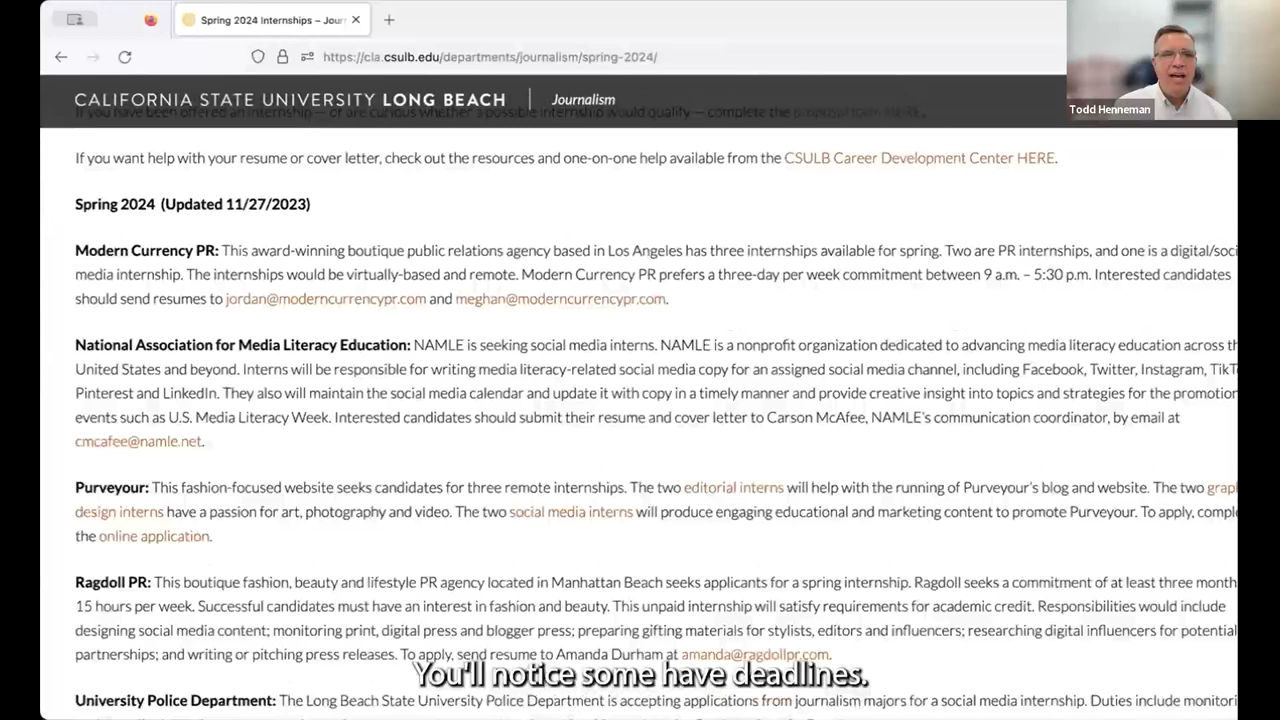 Spring 2024 Internships – Jour
https://cla.csulb.edu/departments/journalism/spring-2024/
CALIFORNIA STATE UNIVERSITY LONG BEACH | Journalism
Todd Henneman
If you have been offered an internship — or are curious whether a possible internship would qualify — complete the proposal form HERE.
If you want help with your resume or cover letter, check out the resources and one-on-one help available from the CSULB Career Development Center HERE.
Spring 2024 (Updated 11/27/2023)
Modern Currency PR: This award-winning boutique public relations agency based in Los Angeles has three internships available for spring. Two are PR internships, and one is a digital/soci
media internship. The internships would be virtually-based and remote. Modern Currency PR prefers a three-day per week commitment between 9 a.m. – 5:30 p.m. Interested candidates
should send resumes to jordan@moderncurrencypr.com and meghan@moderncurrencypr.com.
National Association for Media Literacy Education: NAMLE is seeking social media interns. NAMLE is a nonprofit organization dedicated to advancing media literacy education across th
United States and beyond. Interns will be responsible for writing media literacy-related social media copy for an assigned social media channel, including Facebook, Twitter, Instagram, TikT
Pinterest and LinkedIn. They also will maintain the social media calendar and update it with copy in a timely manner and provide creative insight into topics and strategies for the promotion
events such as U.S. Media Literacy Week. Interested candidates should submit their resume and cover letter to Carson McAfee, NAMLE's communication coordinator, by email at
cmcafee@namle.net.
Purveyour: This fashion-focused website seeks candidates for three remote internships. The two editorial interns will help with the running of Purveyour's blog and website. The two grap
design interns have a passion for art, photography and video. The two social media interns will produce engaging educational and marketing content to promote Purveyour. To apply, compl
the online application.
Ragdoll PR: This boutique fashion, beauty and lifestyle PR agency located in Manhattan Beach seeks applicants for a spring internship. Ragdoll seeks a commitment of at least three month
15 hours per week. Successful candidates must have an interest in fashion and beauty. This unpaid internship will satisfy requirements for academic credit. Responsibilities would include
designing social media content; monitoring print, digital press and blogger press; preparing gifting materials for stylists, editors and influencers; researching digital influencers for potential
partnerships; and writing or pitching press releases. To apply, send resume to Amanda Durham at amanda@ragdollpr.com.
You'll notice some have deadlines.
University Police Department: The Long Beach State University Police Department is accepting applications from journalism majors for a social media internship. Duties include monitori